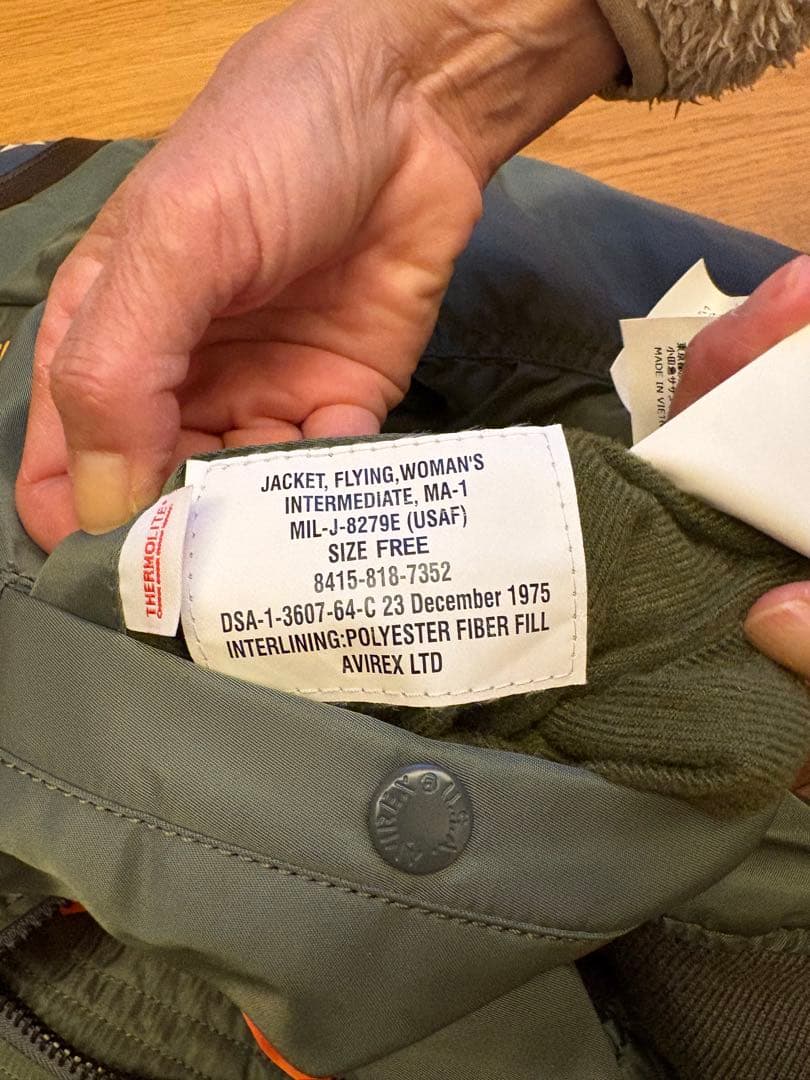 JACKET, FLYING,WOMAN'S
INTERMEDIATE, MA-1
MIL-J-8279E (USAF)
SIZE FREE
8415-818-7352
DSA-1-3607-64-C 23 December 1975
INTERLINING:POLYESTER FIBER FILL
AVIREX LTD
THERMOLITE
AVIREX U.S.A.
MADE IN